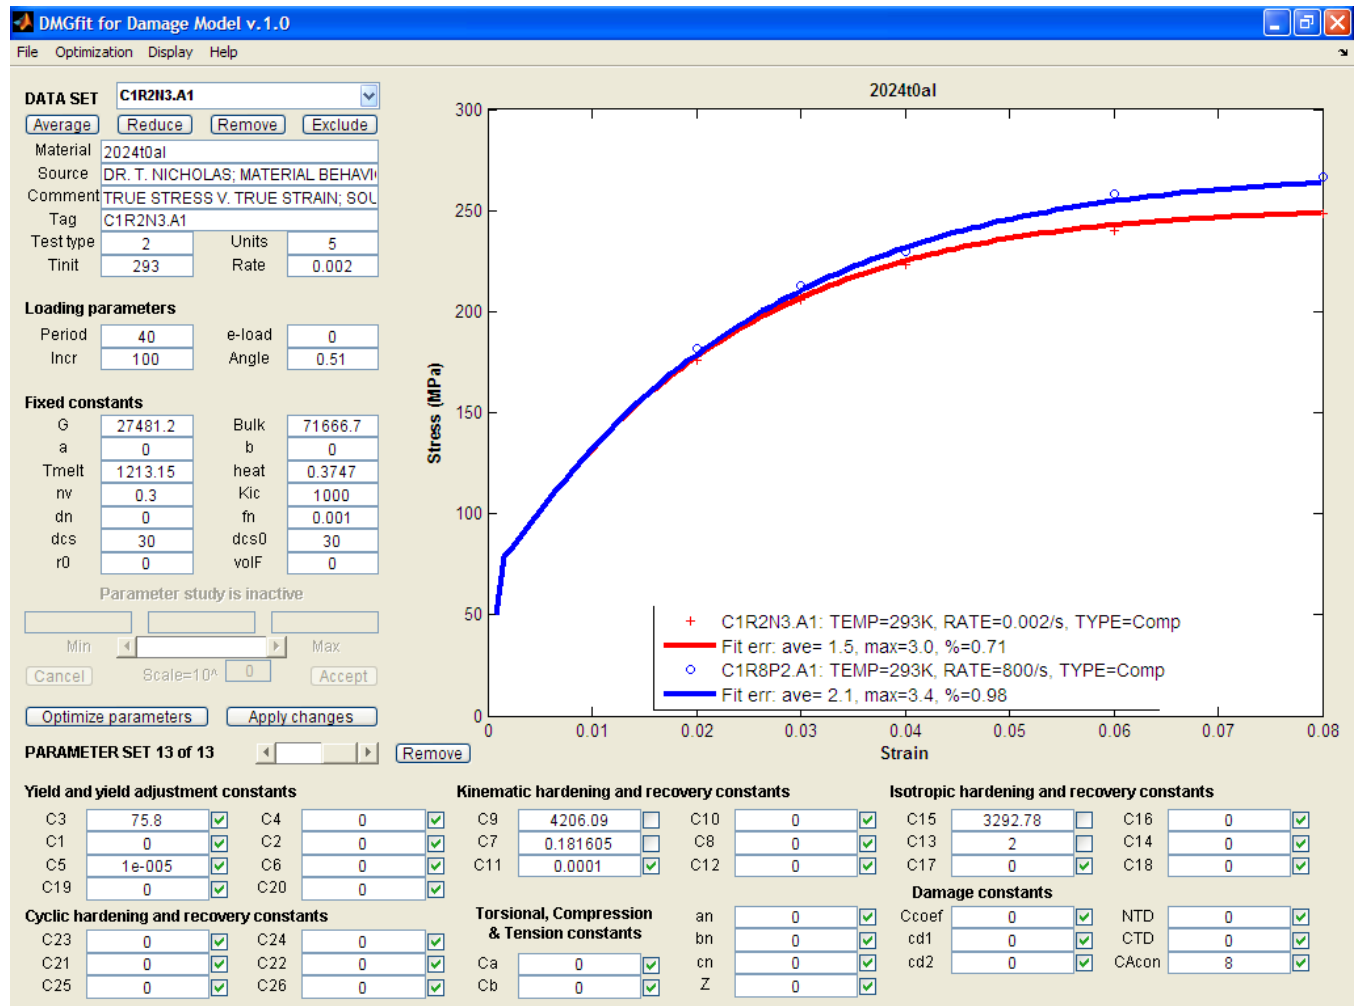 DMGfit for Damage Model v.1.0
File Optimization Display Help
DATA SET C1R2N3.A1
Average Reduce Remove Exclude
Material 2024t0al
Source DR. T. NICHOLAS; MATERIAL BEHAVI
Comment TRUE STRESS V. TRUE STRAIN; SOU
Tag C1R2N3.A1
Test type 2 Units 5
Tinit 293 Rate 0.002
Loading parameters
Period 40 e-load 0
Incr 100 Angle 0.51
Fixed constants
G 27481.2 Bulk 71666.7
a 0 b 0
Tmelt 1213.15 heat 0.3747
nv 0.3 Kic 1000
dn 0 fn 0.001
dcs 30 dcs0 30
r0 0 volF 0
Parameter study is inactive
Min Max
Cancel Scale=10^ 0 Accept
Optimize parameters Apply changes
PARAMETER SET 13 of 13 Remove
2024t0al
300
250
200
150
100
50
0
Stress (MPa)
0 0.01 0.02 0.03 0.04 0.05 0.06 0.07 0.08
Strain
C1R2N3.A1: TEMP=293K, RATE=0.002/s, TYPE=Comp
Fit err: ave= 1.5, max=3.0, %=0.71
C1R8P2.A1: TEMP=293K, RATE=800/s, TYPE=Comp
Fit err: ave= 2.1, max=3.4, %=0.98
Yield and yield adjustment constants
C3 75.8 C4 0
C1 0 C2 0
C5 1e-005 C6 0
C19 0 C20 0
Cyclic hardening and recovery constants
C23 0 C24 0
C21 0 C22 0
C25 0 C26 0
Kinematic hardening and recovery constants
C9 4206.09 C10 0
C7 0.181605 C8 0
C11 0.0001 C12 0
Torsional, Compression
& Tension constants
Ca 0
Cb 0
an 0
bn 0
cn 0
Z 0
Isotropic hardening and recovery constants
C15 3292.78 C16 0
C13 2 C14 0
C17 0 C18 0
Damage constants
Ccoef 0 NTD 0
cd1 0 CTD 0
cd2 0 CAcon 8